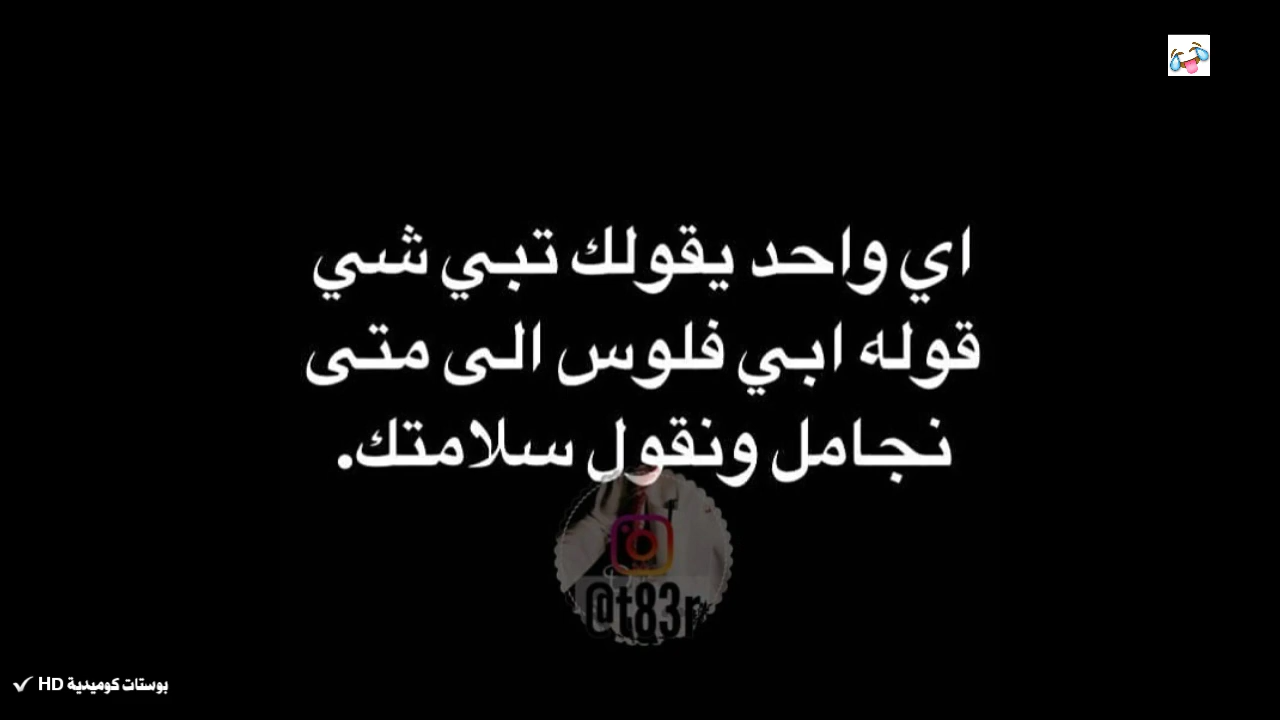 اي واحد يقولك تبي شي
قوله ابي فلوس الى متى
نجامل ونقول سلامتك.
@t83r
بوستات كوميدية HD